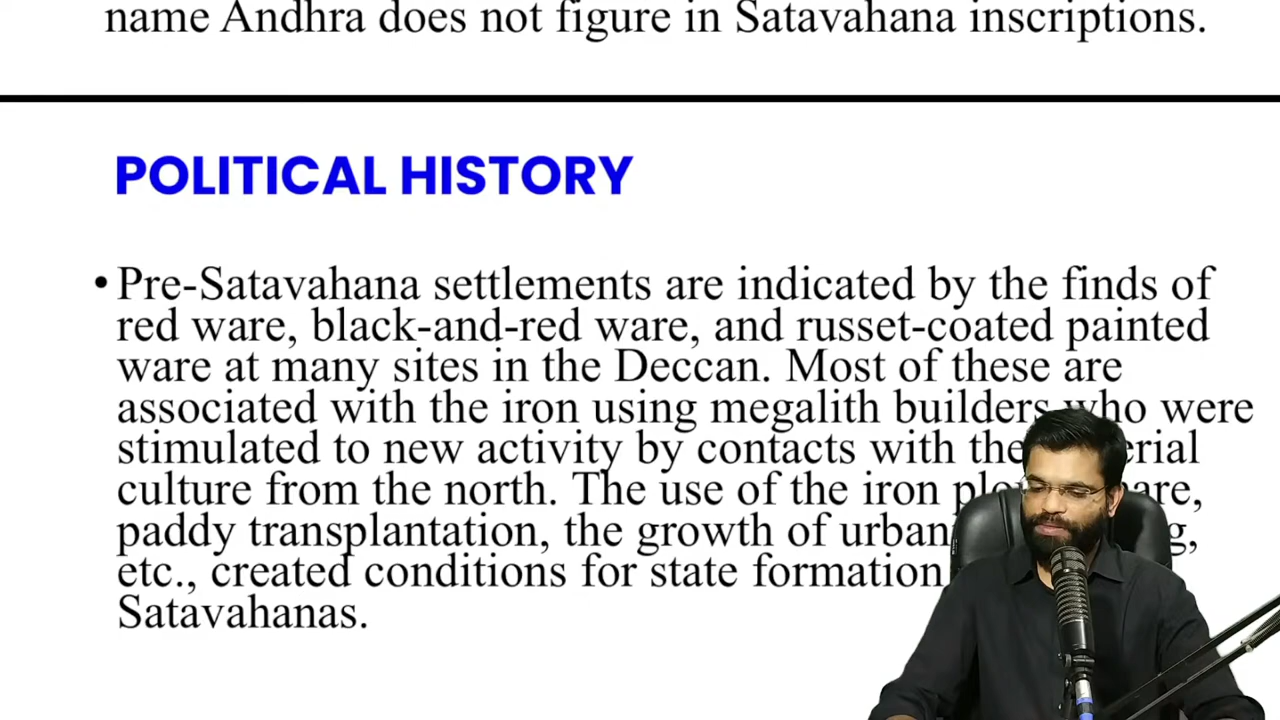 name Andhra does not figure in Satavahana inscriptions.
POLITICAL HISTORY
• Pre-Satavahana settlements are indicated by the finds of
red ware, black-and-red ware, and russet-coated painted
ware at many sites in the Deccan. Most of these are
associated with the iron using megalith builders who were
stimulated to new activity by contacts with the
culture from the north. The use of the iron
paddy transplantation, the growth of
etc., created conditions for state formation
Satavahanas.